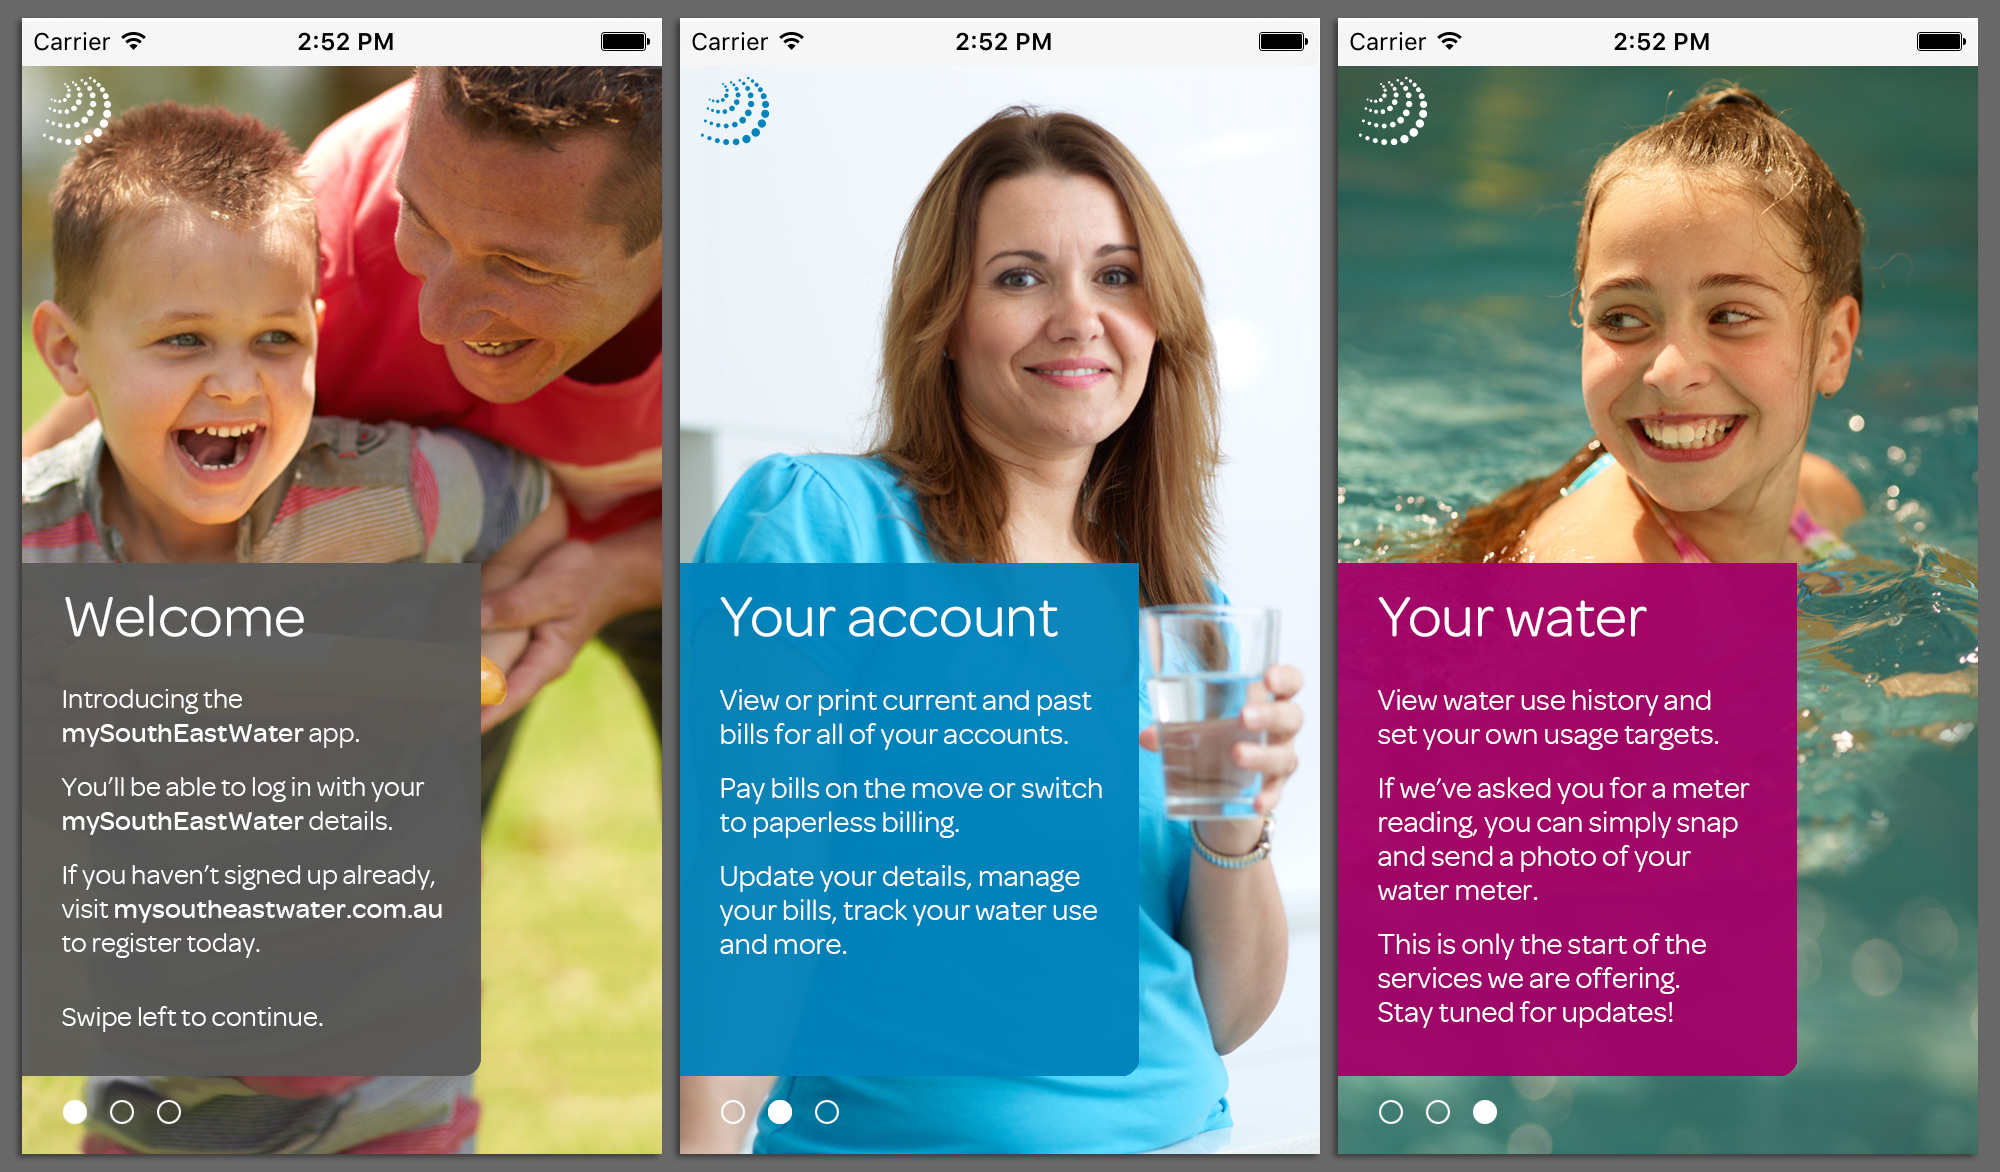 Carrier 2:52 PM
Welcome
Introducing the
mySouthEastWater app.
You’ll be able to log in with your
mySouthEastWater details.
If you haven’t signed up already,
visit mysoutheastwater.com.au
to register today.
Swipe left to continue.
Carrier 2:52 PM
Your account
View or print current and past
bills for all of your accounts.
Pay bills on the move or switch
to paperless billing.
Update your details, manage
your bills, track your water use
and more.
Carrier 2:52 PM
Your water
View water use history and
set your own usage targets.
If we’ve asked you for a meter
reading, you can simply snap
and send a photo of your
water meter.
This is only the start of the
services we are offering.
Stay tuned for updates!